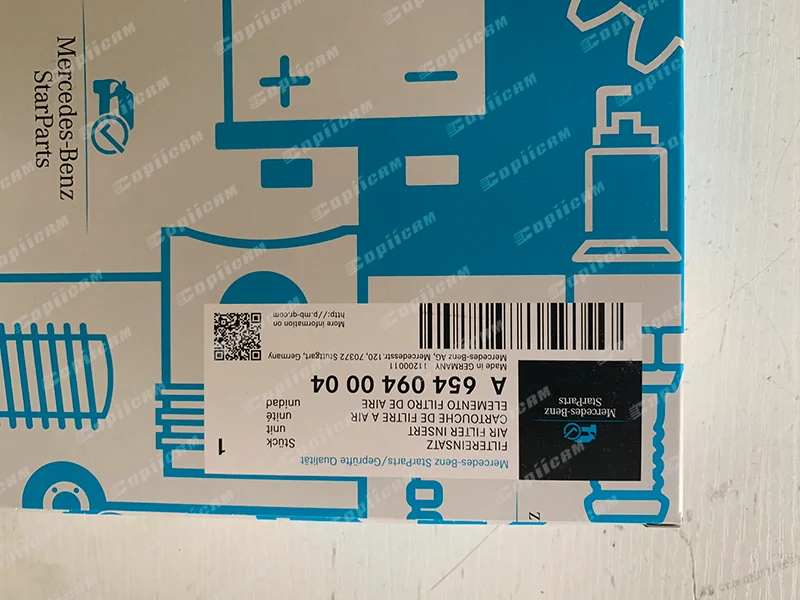 Mercedes-Benz
StarParts
Mercedes-Benz StarParts/Geprüfte Qualität
FILTEREINSATZ
AIR FILTER INSERT
CARTOUCHE DE FILTRE A AIR
ELEMENTO FILTRO DE AIRE
Stück
unit
unité
unidad
1
A 654 094 00 04
Made in GERMANY 11200011
Mercedes-Benz AG, Mercedesstr.120, 70372 Stuttgart, Germany
More information on
http://p.mb-qr.com
Mercedes-Benz
StarParts
z
CopiiCAM